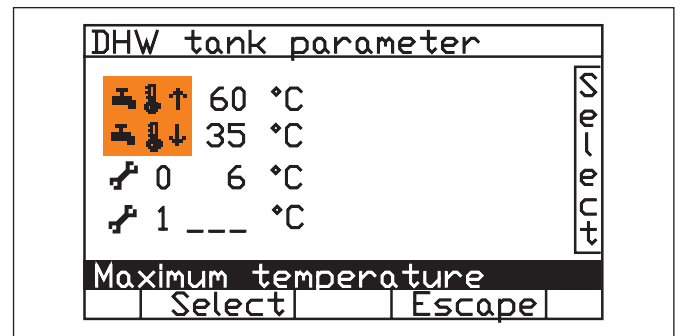 DHW tank parameter
↑ 60 °C
↓ 35 °C
0 6 °C
1 ___ °C
Select
Maximum temperature
Select Escape